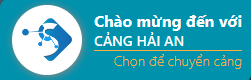 Chào mừng đến với
CẢNG HẢI AN
Chọn để chuyển cảng